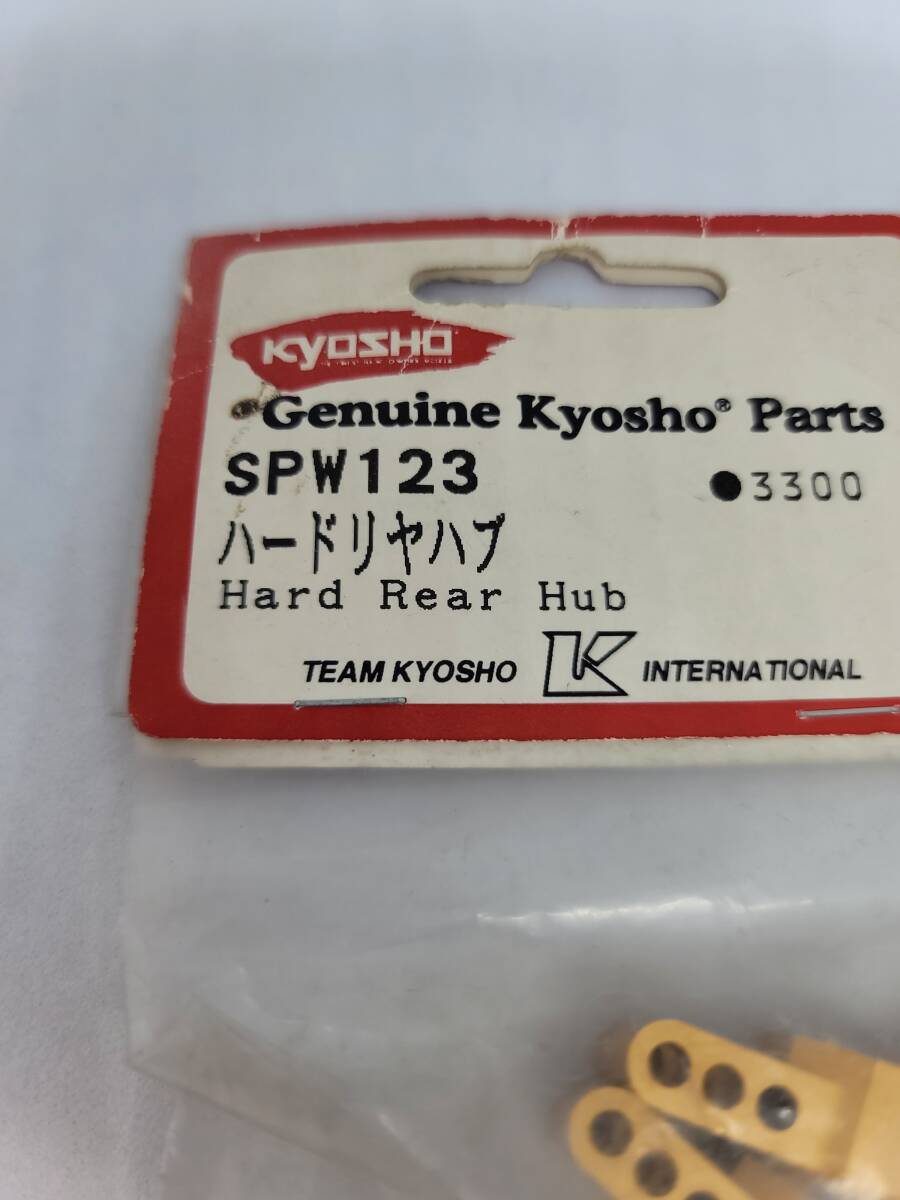 KYOSHO
Genuine Kyosho® Parts
SPW123 ●3300
ハードリヤハブ
Hard Rear Hub
TEAM KYOSHO K INTERNATIONAL